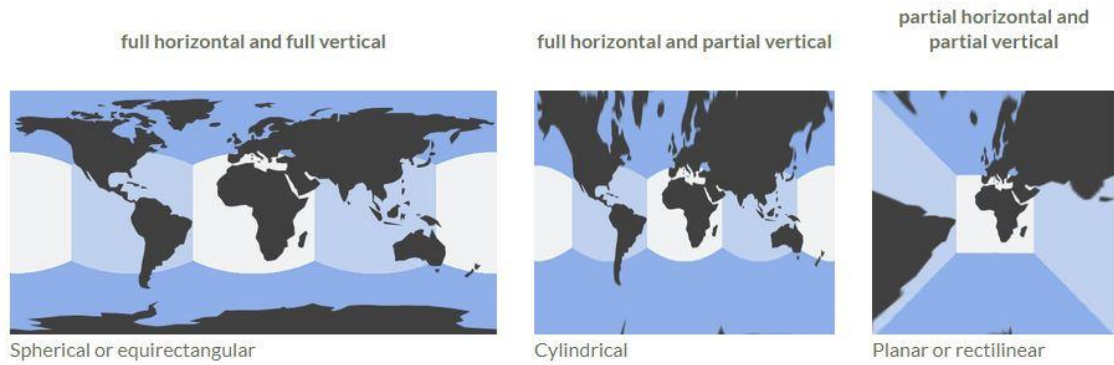 full horizontal and full vertical
full horizontal and partial vertical
partial horizontal and
partial vertical
Spherical or equirectangular
Cylindrical
Planar or rectilinear